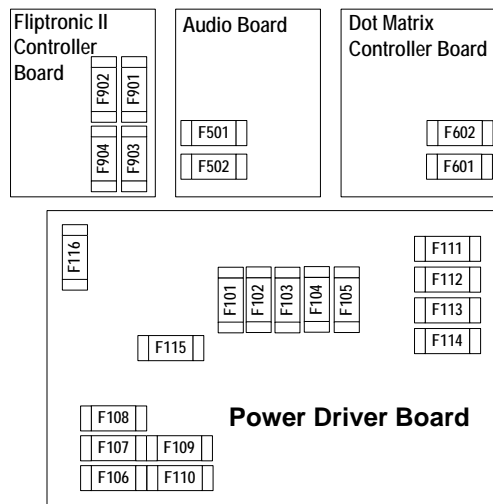 Fliptronic II
Controller
Board
F902
F901
F904
F903
Audio Board
F501
F502
Dot Matrix
Controller Board
F602
F601
F116
F101
F102
F103
F104
F105
F111
F112
F113
F114
F115
F108
F107
F109
F106
F110
Power Driver Board